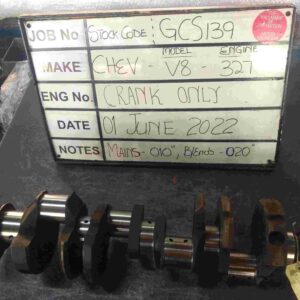 JOB No. STOCK CODE: GCS139
MODEL ENGINE
MAKE CHEV - V8 - 327
ENG No. CRANK ONLY
DATE 01 JUNE 2022
NOTES MAINS-.010", B/Ends-.020"